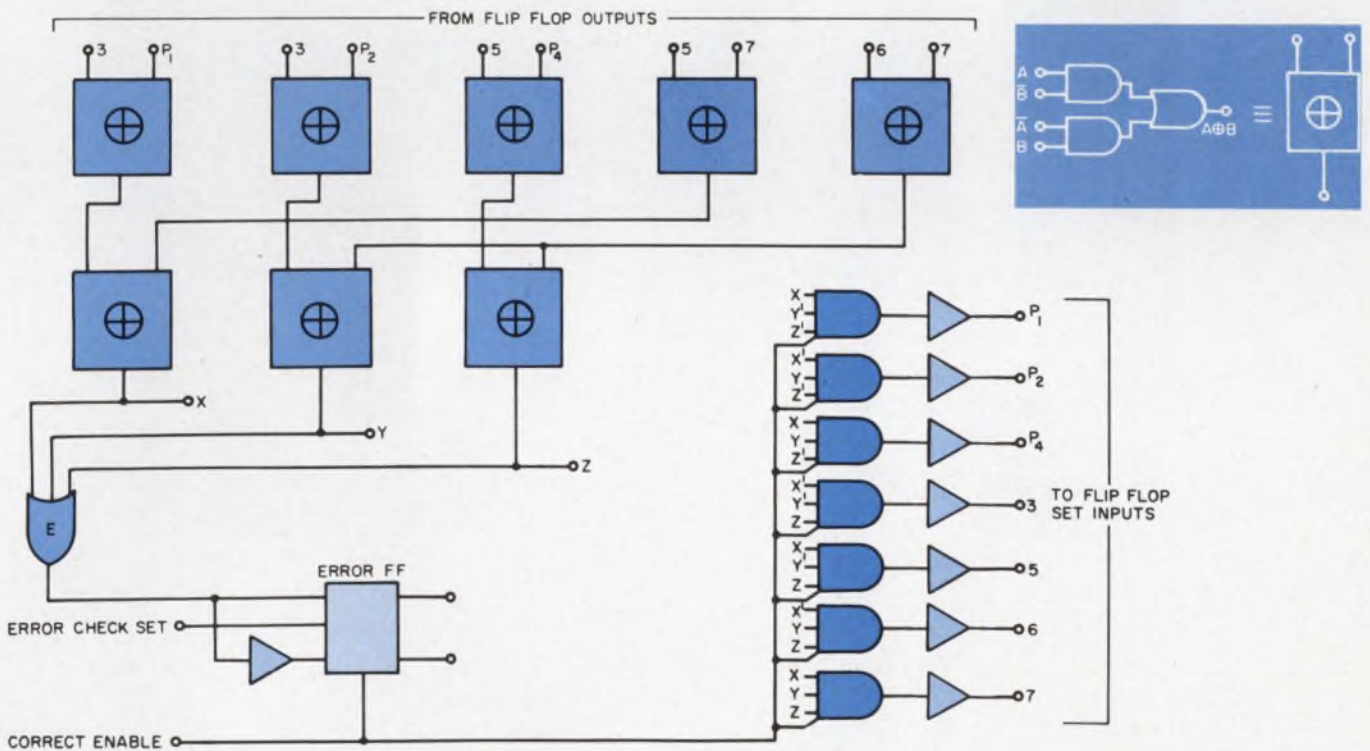 FROM FLIP FLOP OUTPUTS
3 P₁ 3 P₂ 5 P₄ 5 7 6 7
A
B̅
A̅
B
A⊕B
≡
X
Y
Z
E
ERROR FF
ERROR CHECK SET
CORRECT ENABLE
X
Y'
Z'
P₁
X'
Y
Z'
P₂
X
Y
Z'
P₄
X'
Y'
Z
3
X
Y'
Z
5
X'
Y
Z
6
X
Y
Z
7
TO FLIP FLOP
SET INPUTS